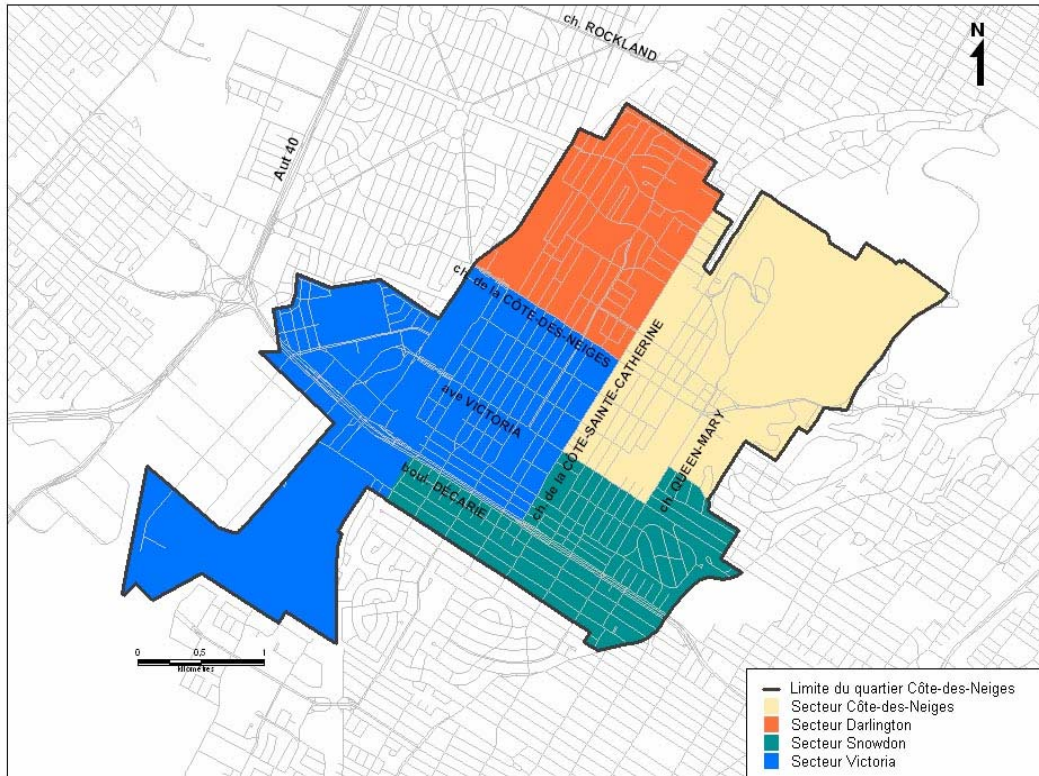 ch. ROCKLAND
N
Aut 40
ch. de la CÔTE-DES-NEIGES
ave VICTORIA
ch. de la CÔTE-SAINTE-CATHERINE
ch. QUEEN-MARY
boul. DÉCARIE
0 0,5 1
kilomètres
Limite du quartier Côte-des-Neiges
Secteur Côte-des-Neiges
Secteur Darlington
Secteur Snowdon
Secteur Victoria